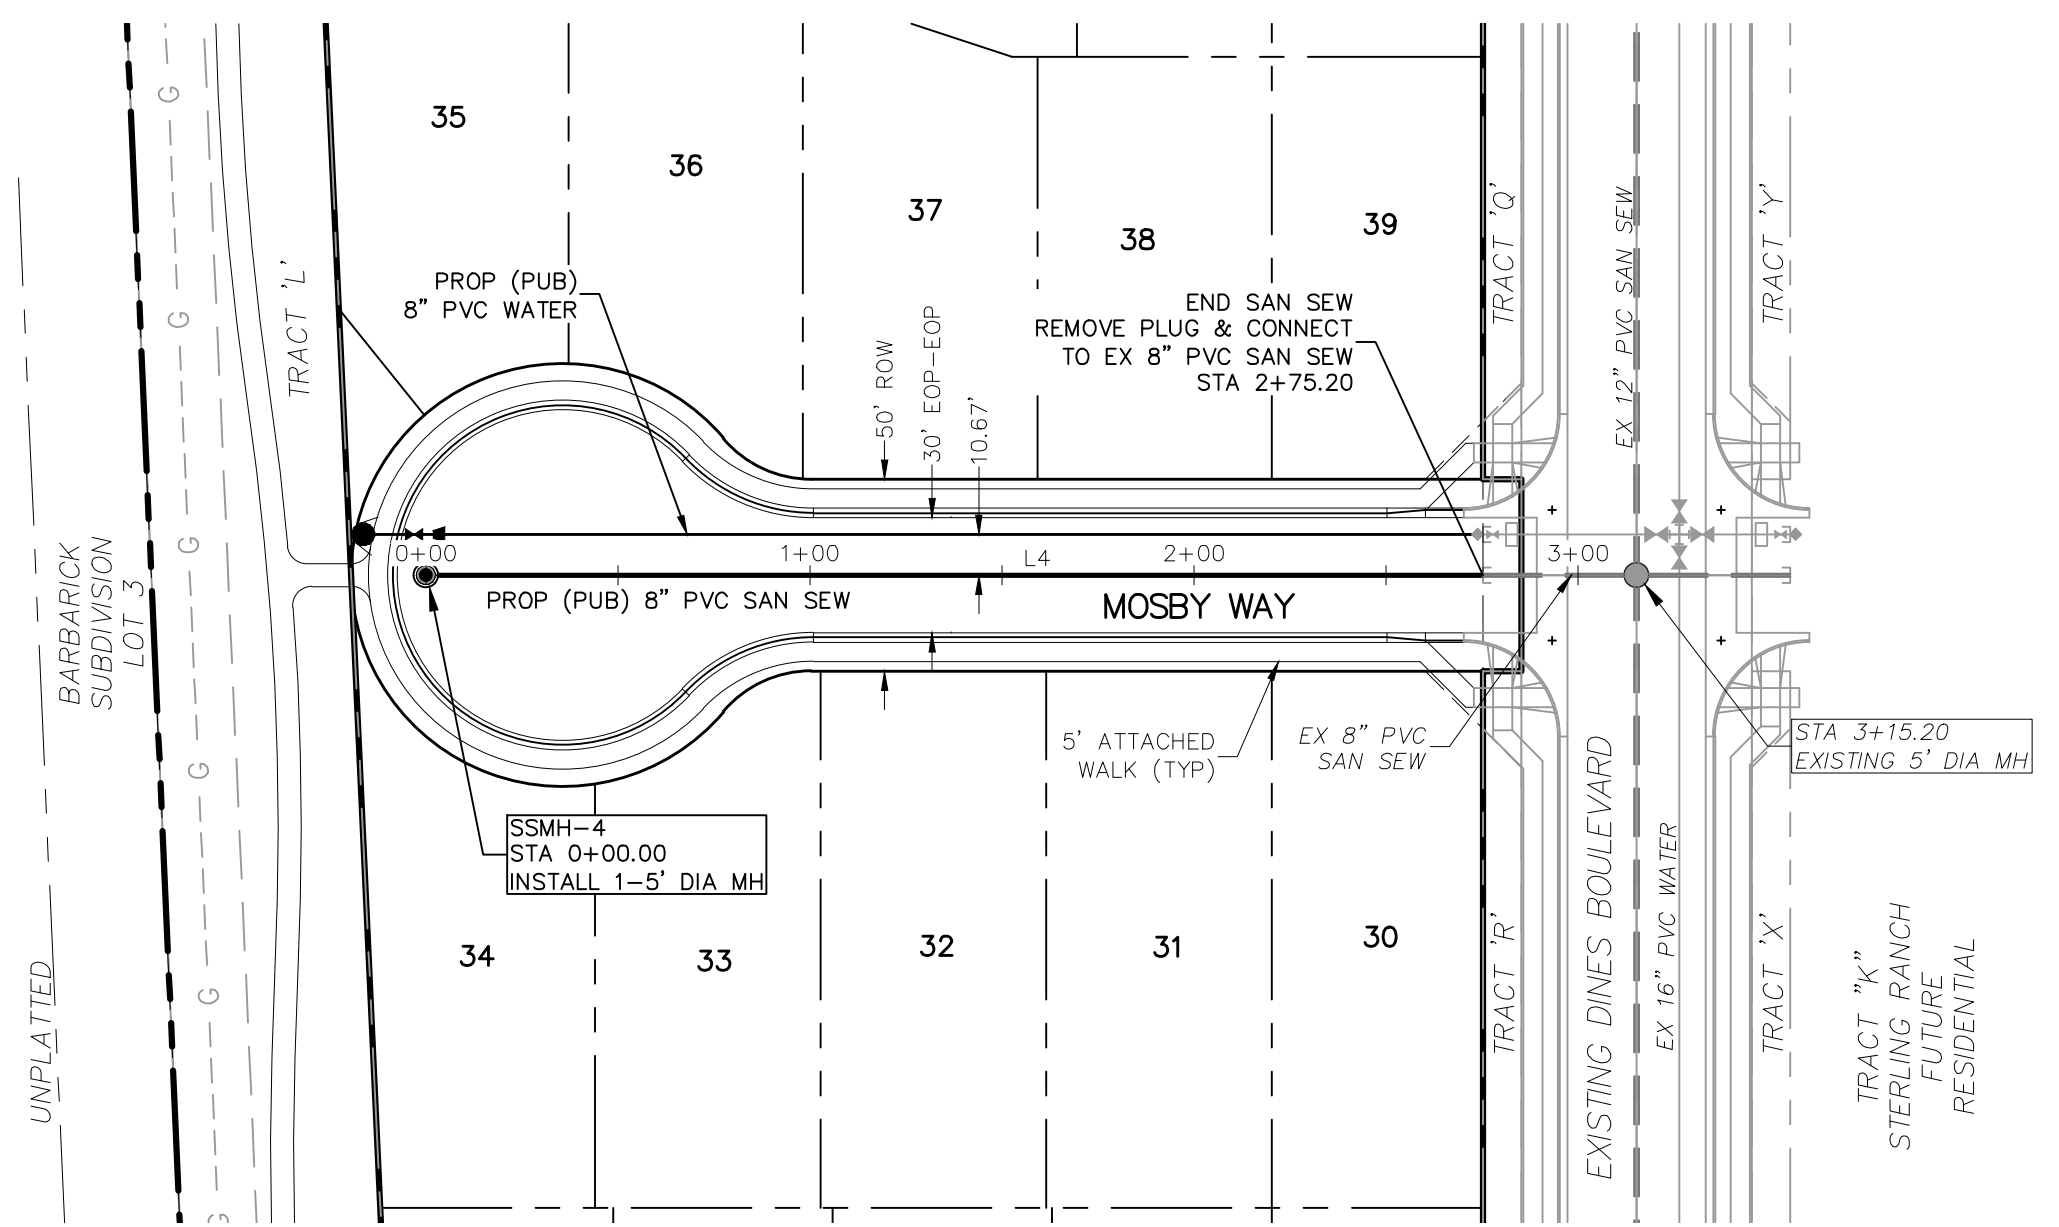 35
36
37
38
39
PROP (PUB)
8" PVC WATER
END SAN SEW
REMOVE PLUG & CONNECT
TO EX 8" PVC SAN SEW
STA 2+75.20
50' ROW
30' EOP-EOP
10.67'
TRACT 'L'
TRACT 'Q'
EX 12" PVC SAN SEW
TRACT 'Y'
G
G
G
G
G
G
0+00
1+00
L4
2+00
3+00
PROP (PUB) 8" PVC SAN SEW
MOSBY WAY
BARBARICK
SUBDIVISION
LOT 3
5' ATTACHED
WALK (TYP)
EX 8" PVC
SAN SEW
STA 3+15.20
EXISTING 5' DIA MH
SSMH-4
STA 0+00.00
INSTALL 1-5' DIA MH
34
33
32
31
30
UNPLATTED
TRACT 'R'
EXISTING DINES BOULEVARD
EX 16" PVC WATER
TRACT 'X'
TRACT "K"
STERLING RANCH
FUTURE
RESIDENTIAL